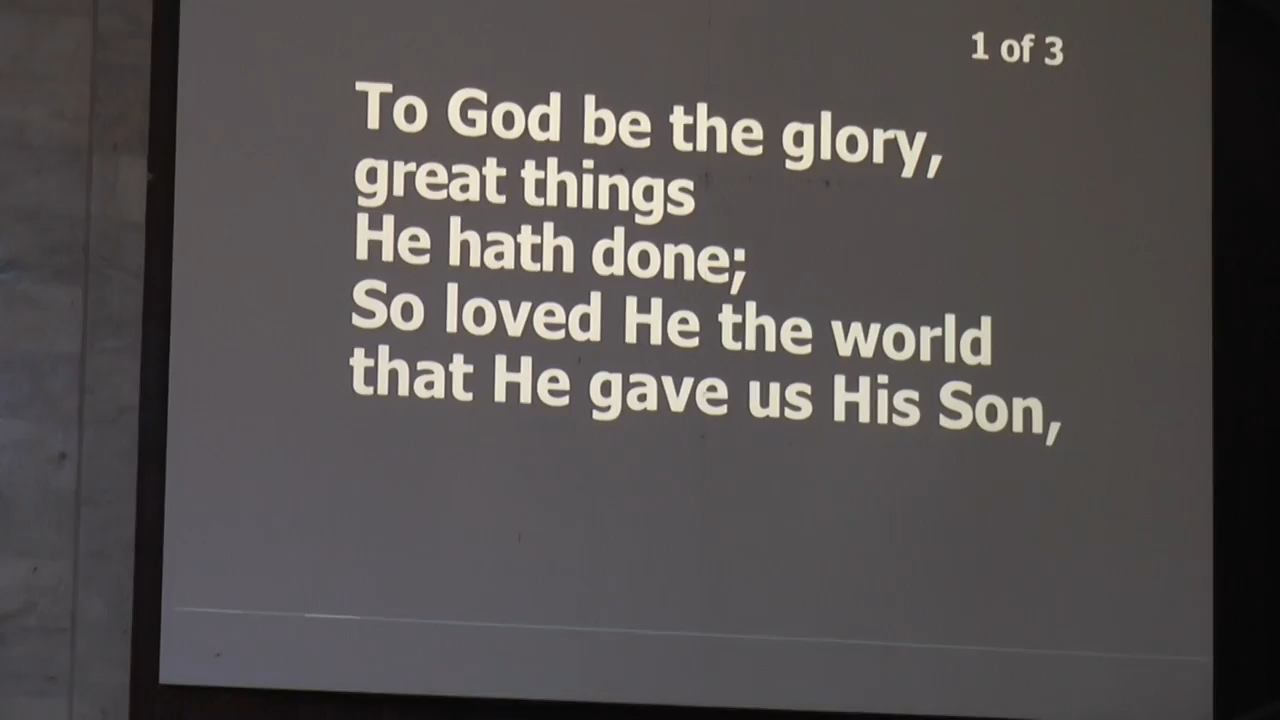 1 of 3
To God be the glory,
great things
He hath done;
So loved He the world
that He gave us His Son,